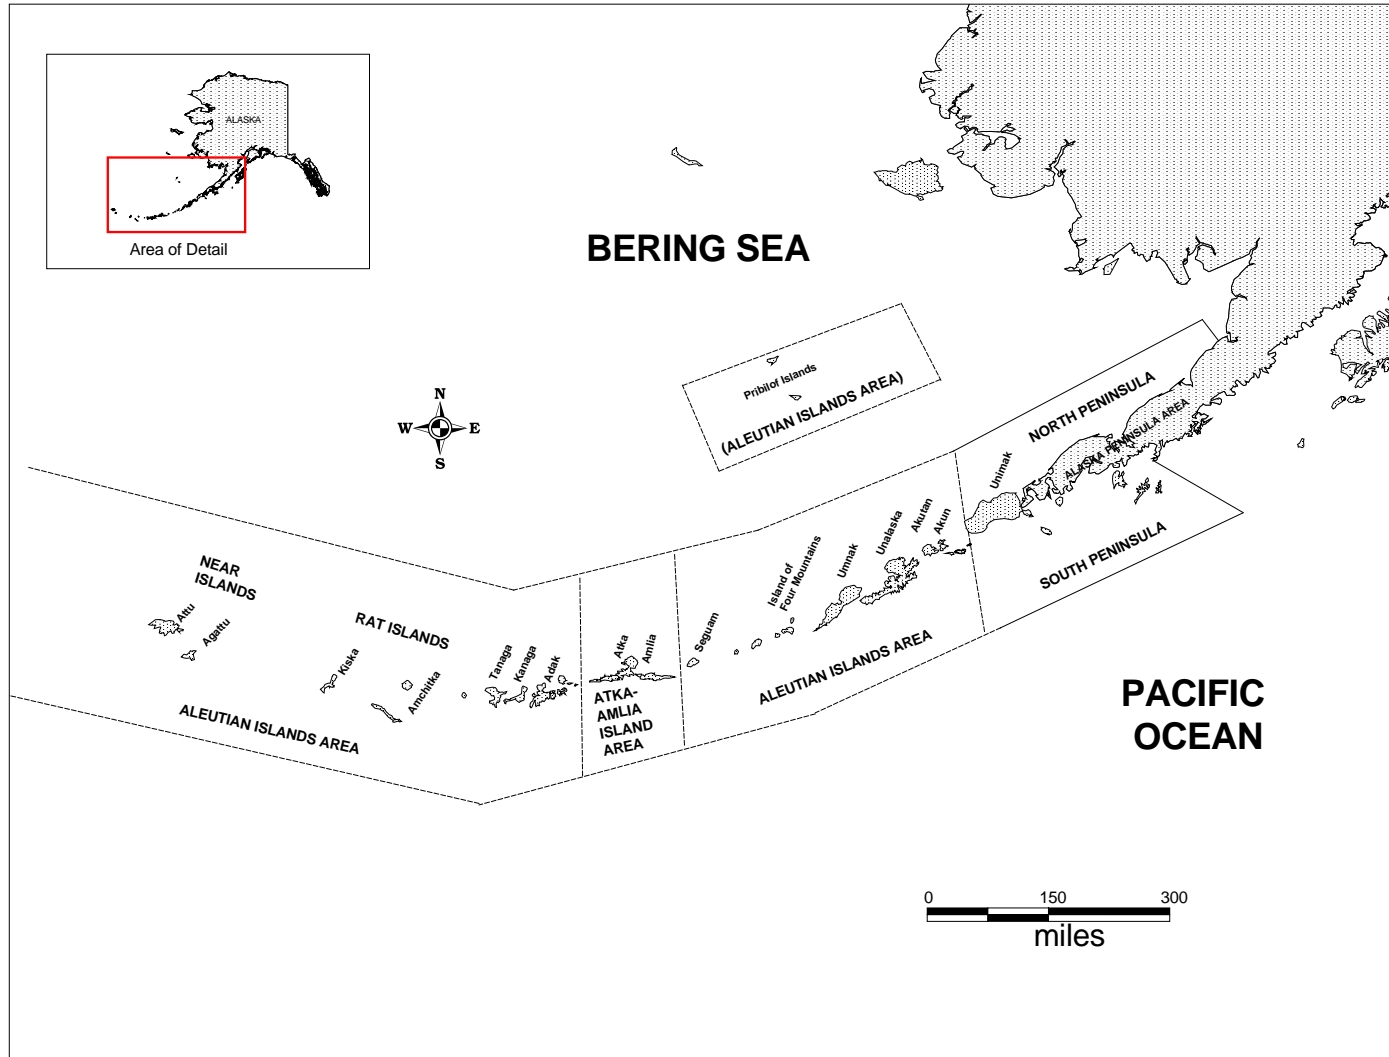 ALASKA
Area of Detail
BERING SEA
Pribilof Islands
(ALEUTIAN ISLANDS AREA)
N
W
E
S
NORTH PENINSULA
ALASKA PENINSULA AREA
Unimak
SOUTH PENINSULA
Akun
Akutan
Unalaska
Umnak
Island of
Four Mountains
Seguam
ALEUTIAN ISLANDS AREA
Atka
Amlia
ATKA-
AMLIA
ISLAND
AREA
NEAR
ISLANDS
Attu
Agattu
RAT ISLANDS
Kiska
Amchitka
Tanaga
Kanaga
Adak
ALEUTIAN ISLANDS AREA
PACIFIC
OCEAN
0 150 300
miles